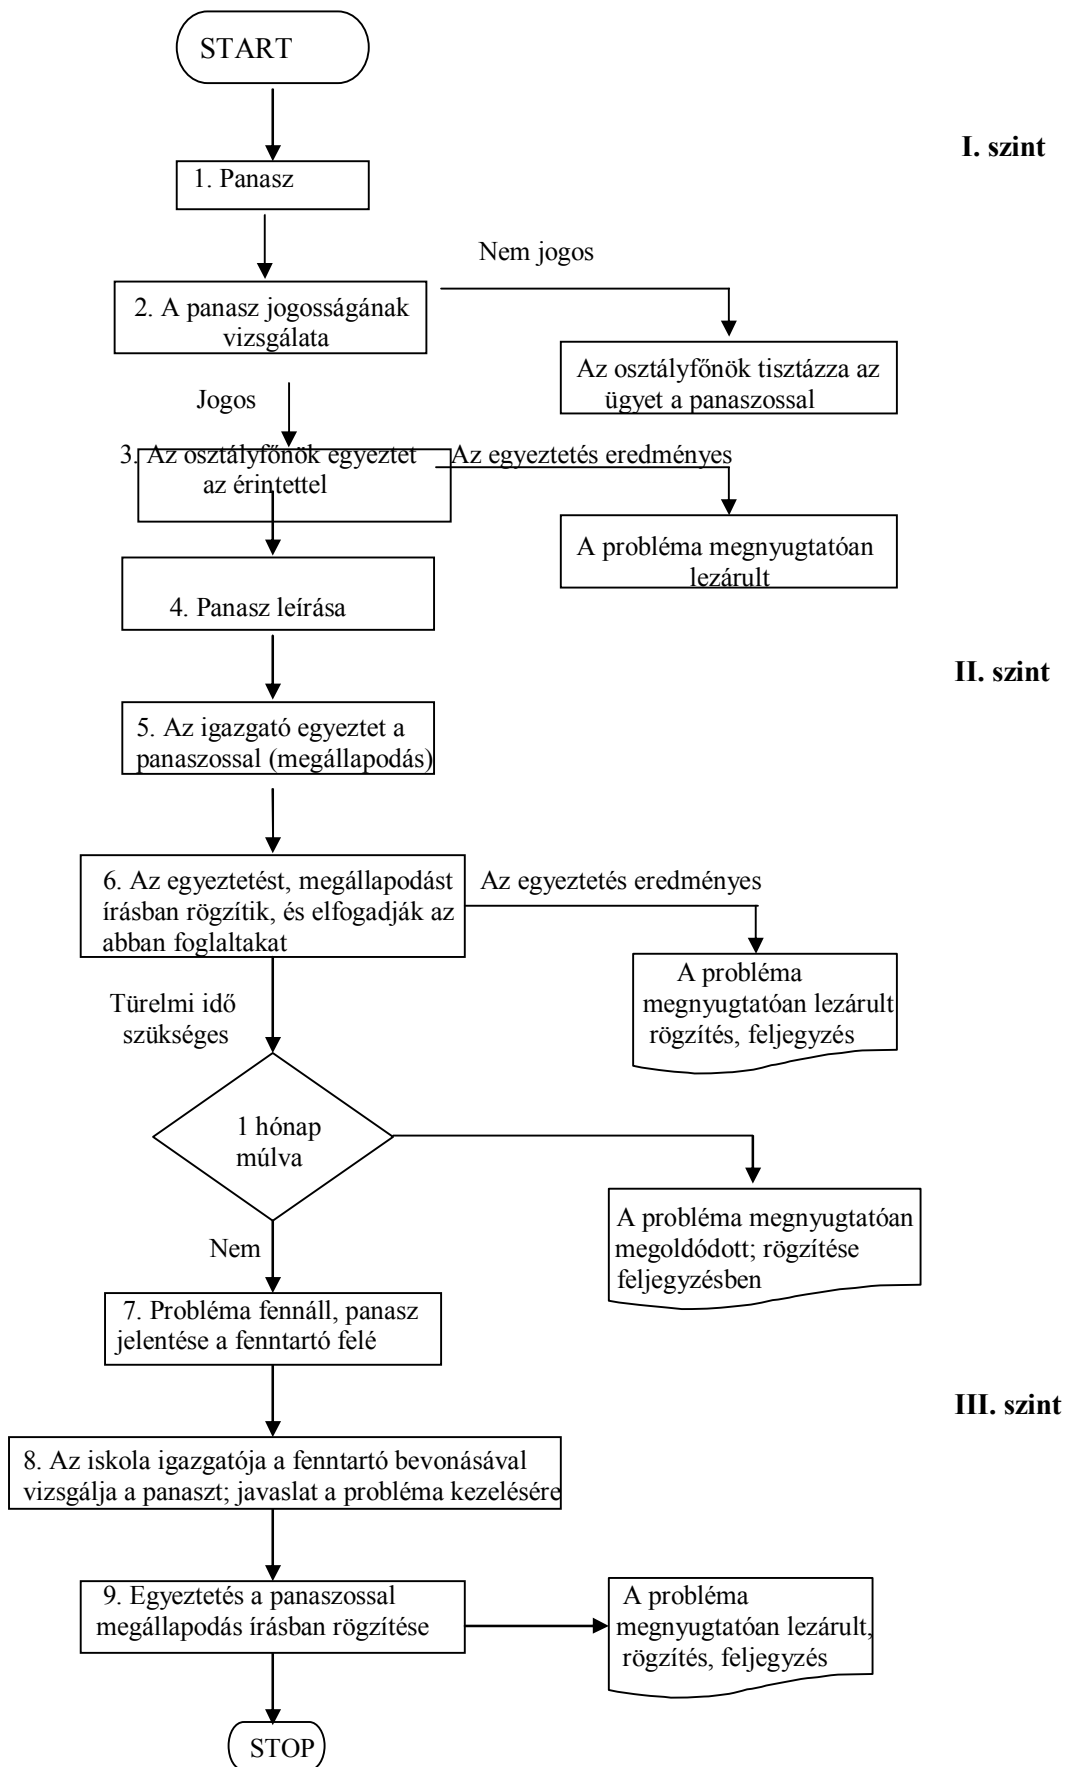 START
I. szint
1. Panasz
Nem jogos
2. A panasz jogosságának
vizsgálata
Az osztályfőnök tisztázza az
ügyet a panaszossal
Jogos
3. Az osztályfőnök egyeztet
az érintettel
Az egyeztetés eredményes
A probléma megnyugtatóan
lezárult
4. Panasz leírása
II. szint
5. Az igazgató egyeztet a
panaszossal (megállapodás)
6. Az egyeztetést, megállapodást
írásban rögzítik, és elfogadják az
abban foglaltakat
Az egyeztetés eredményes
A probléma
megnyugtatóan lezárult
rögzítés, feljegyzés
Türelmi idő
szükséges
1 hónap
múlva
A probléma megnyugtatóan
megoldódott; rögzítése
feljegyzésben
Nem
7. Probléma fennáll, panasz
jelentése a fenntartó felé
III. szint
8. Az iskola igazgatója a fenntartó bevonásával
vizsgálja a panaszt; javaslat a probléma kezelésére
9. Egyeztetés a panaszossal
megállapodás írásban rögzítése
A probléma
megnyugtatóan lezárult,
rögzítés, feljegyzés
STOP